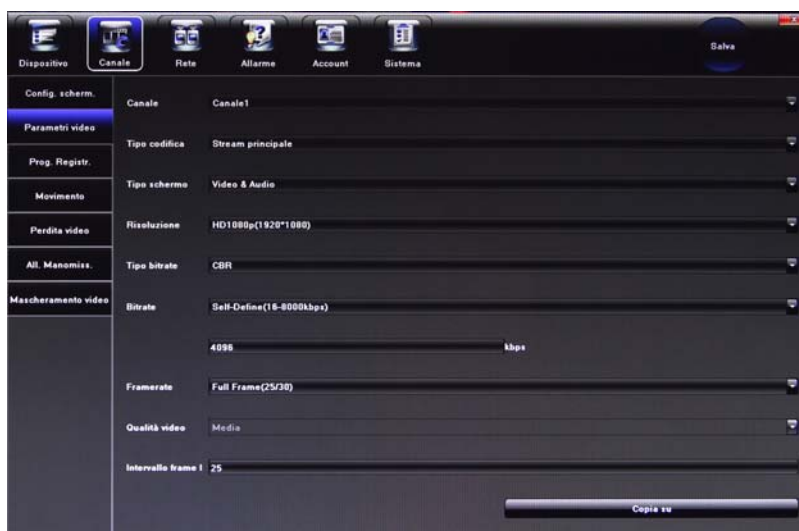 Dispositivo Canale Rete Allarme Account Sistema Salva
Config. scherm.
Parametri video
Prog. Registr.
Movimento
Perdita video
All. Manomiss.
Mascheramento video
Canale Canale1
Tipo codifica Stream principale
Tipo schermo Video & Audio
Risoluzione HD1080p(1920*1080)
Tipo bitrate CBR
Bitrate Self-Define(16-8000kbps)
4096 kbps
Framerate Full Frame(25/30)
Qualità video Media
Intervallo frame I 25
Copia su